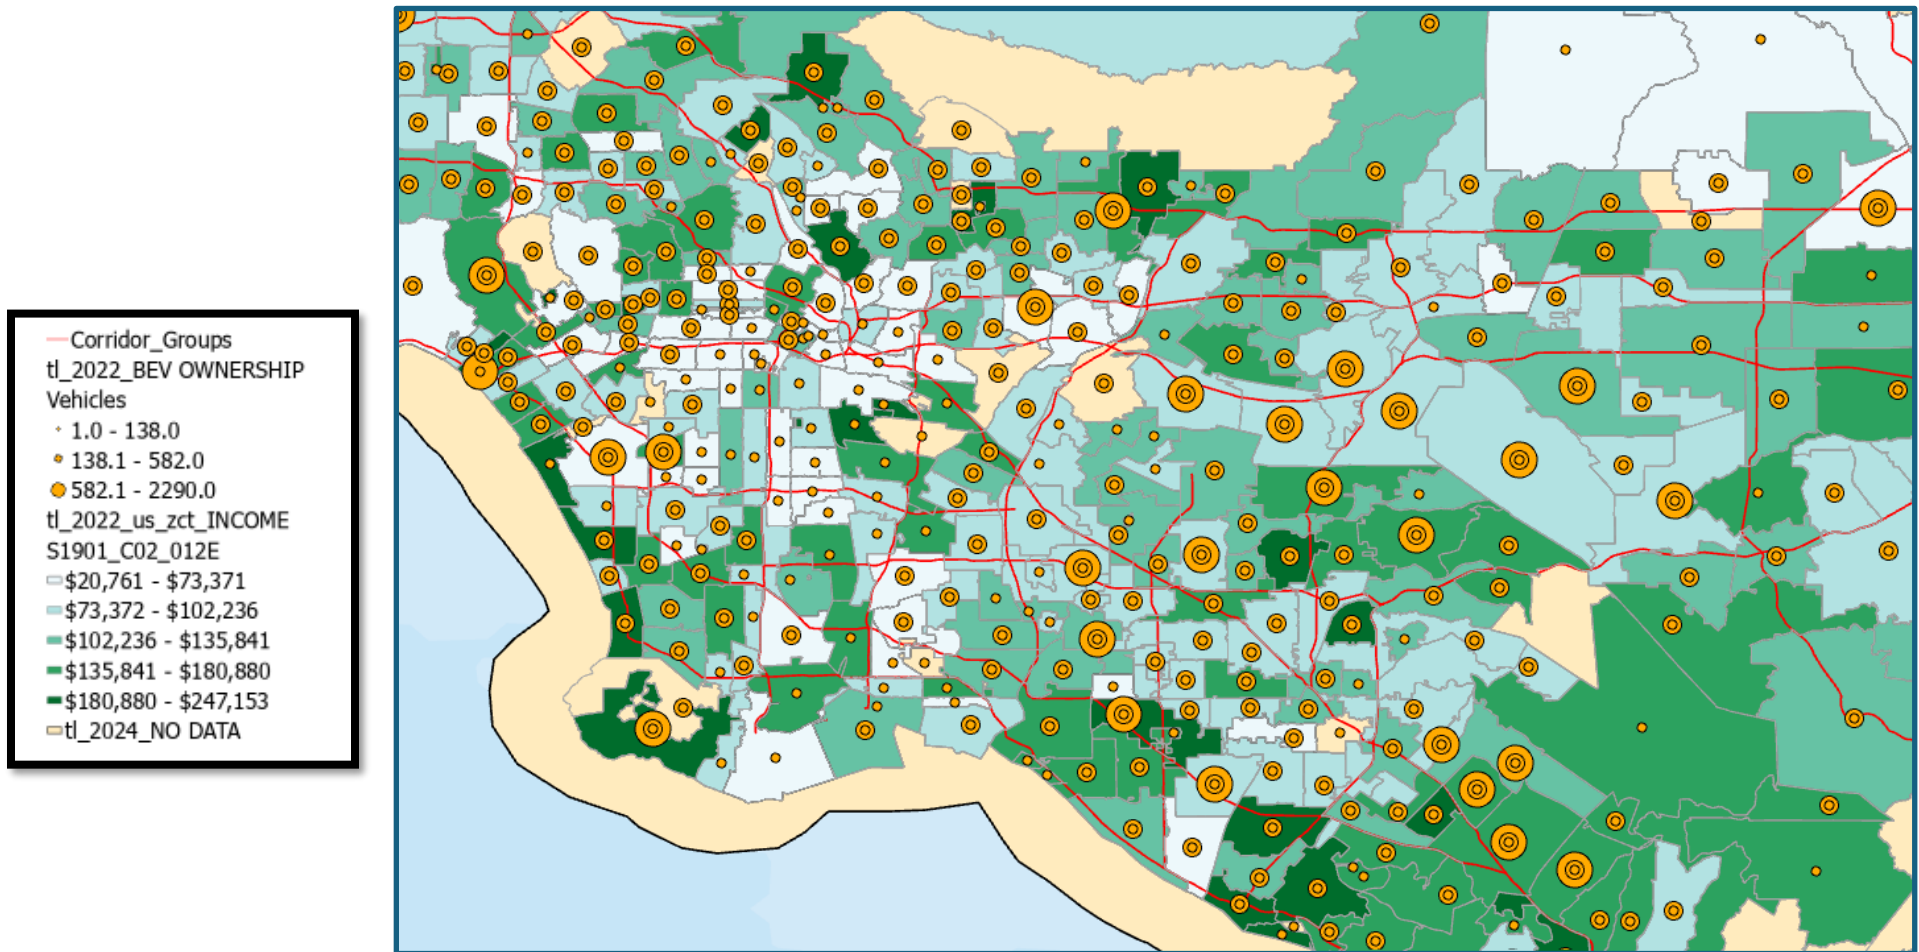 Corridor_Groups
tl_2022_BEV OWNERSHIP
Vehicles
1.0 - 138.0
138.1 - 582.0
582.1 - 2290.0
tl_2022_us_zct_INCOME
S1901_C02_012E
$20,761 - $73,371
$73,372 - $102,236
$102,236 - $135,841
$135,841 - $180,880
$180,880 - $247,153
tl_2024_NO DATA